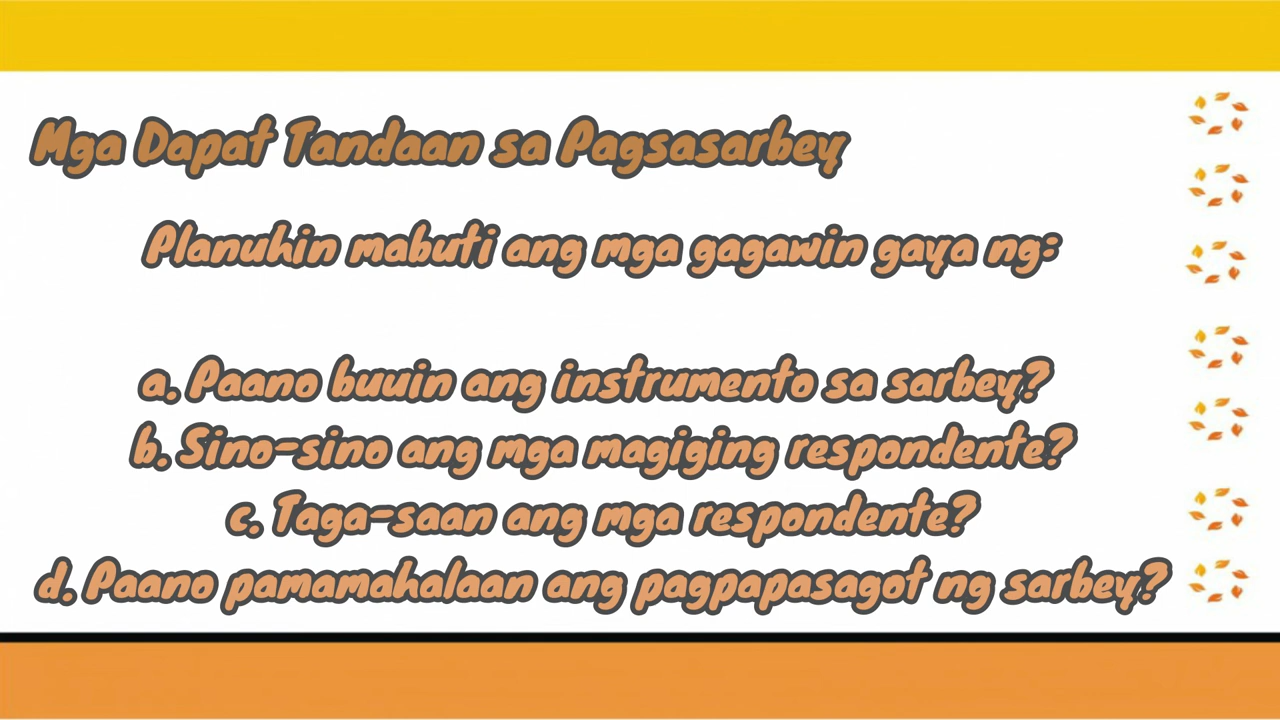 Mga Dapat Tandaan sa Pagsasarbey
Planuhin mabuti ang mga gagawin gaya ng:
a. Paano buuin ang instrumento sa sarbey?
b. Sino-sino ang mga magiging respondente?
c. Taga-saan ang mga respondente?
d. Paano pamamahalaan ang pagpapasagot ng sarbey?